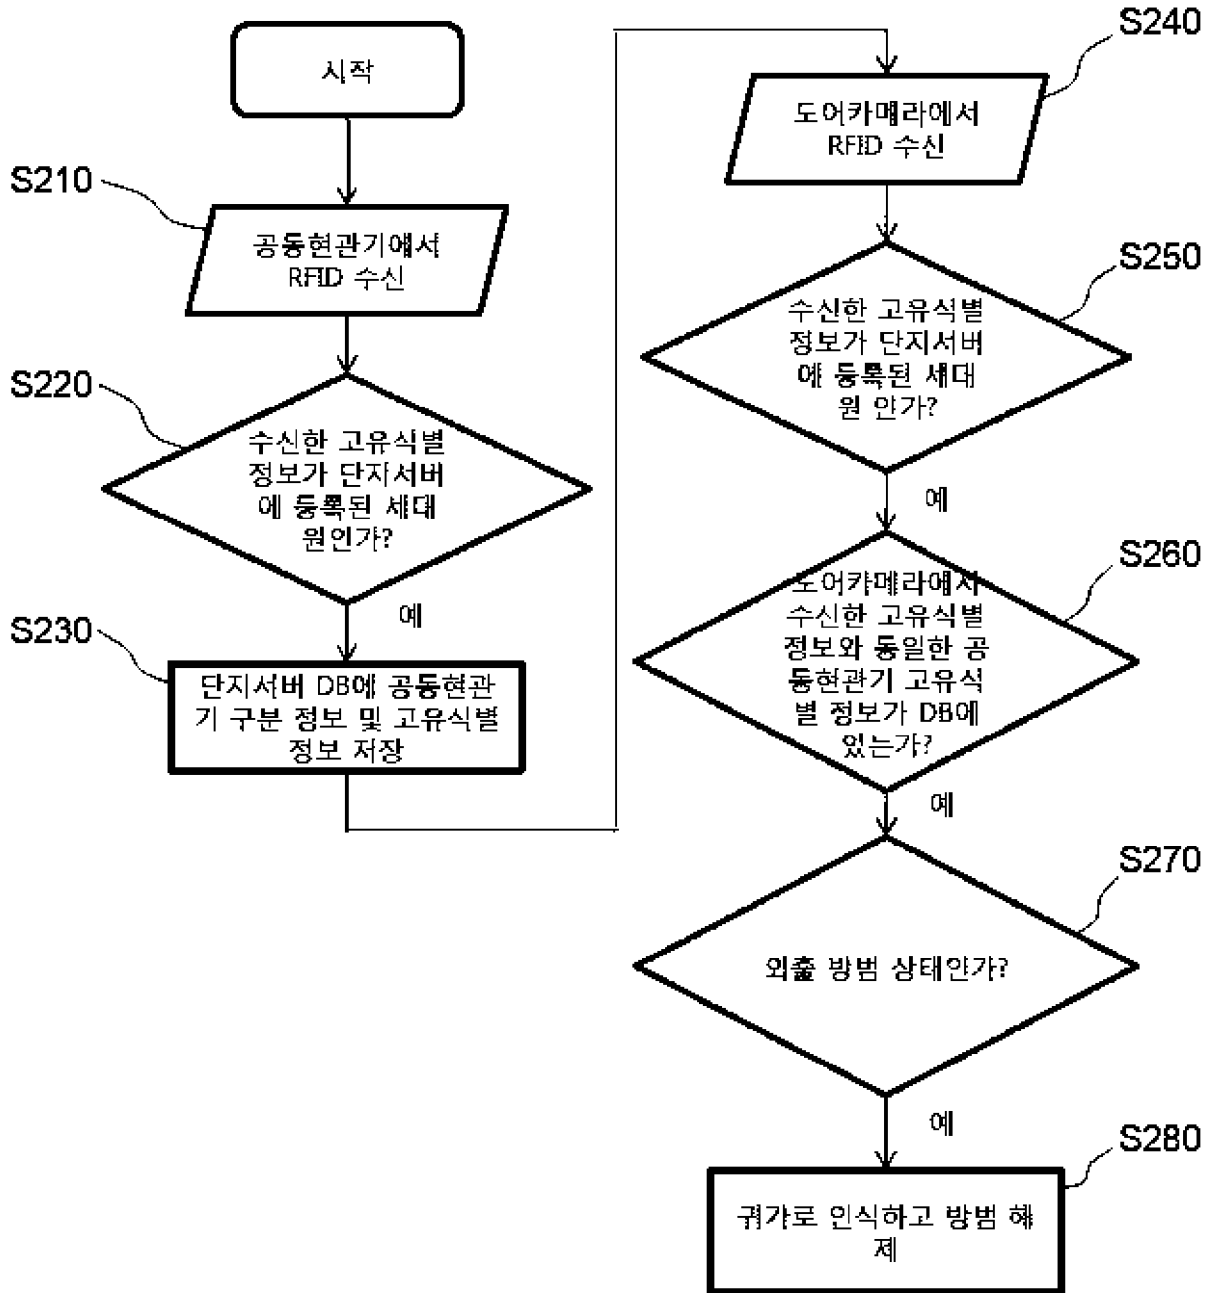 시작
S210
공동현관기에서
RFID 수신
S220
수신한 고유식별
정보가 단지서버
에 등록된 세대
원인가?
예
S230
단지서버 DB에 공동현관
기 구분 정보 및 고유식별
정보 저장
S240
도어카메라에서
RFID 수신
S250
수신한 고유식별
정보가 단지서버
에 등록된 세대
원 인가?
예
S260
도어캬메라에서
수신한 고유식별
정보와 동일한 공
동현관기 고유식
별 정보가 DB에
있는가?
예
S270
외출 방범 상태인가?
예
S280
귀가로 인식하고 방범 해
제